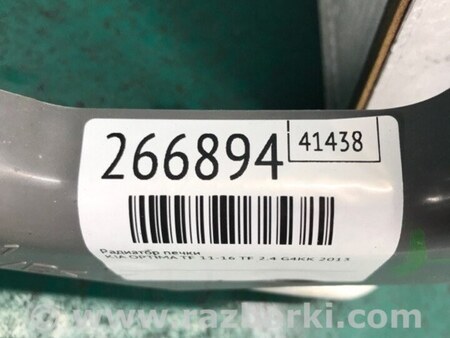 266894
41438
Радиатор печки
KIA OPTIMA TF 11-16 TF 2.4 G4KK 2013
© www.razborki.com